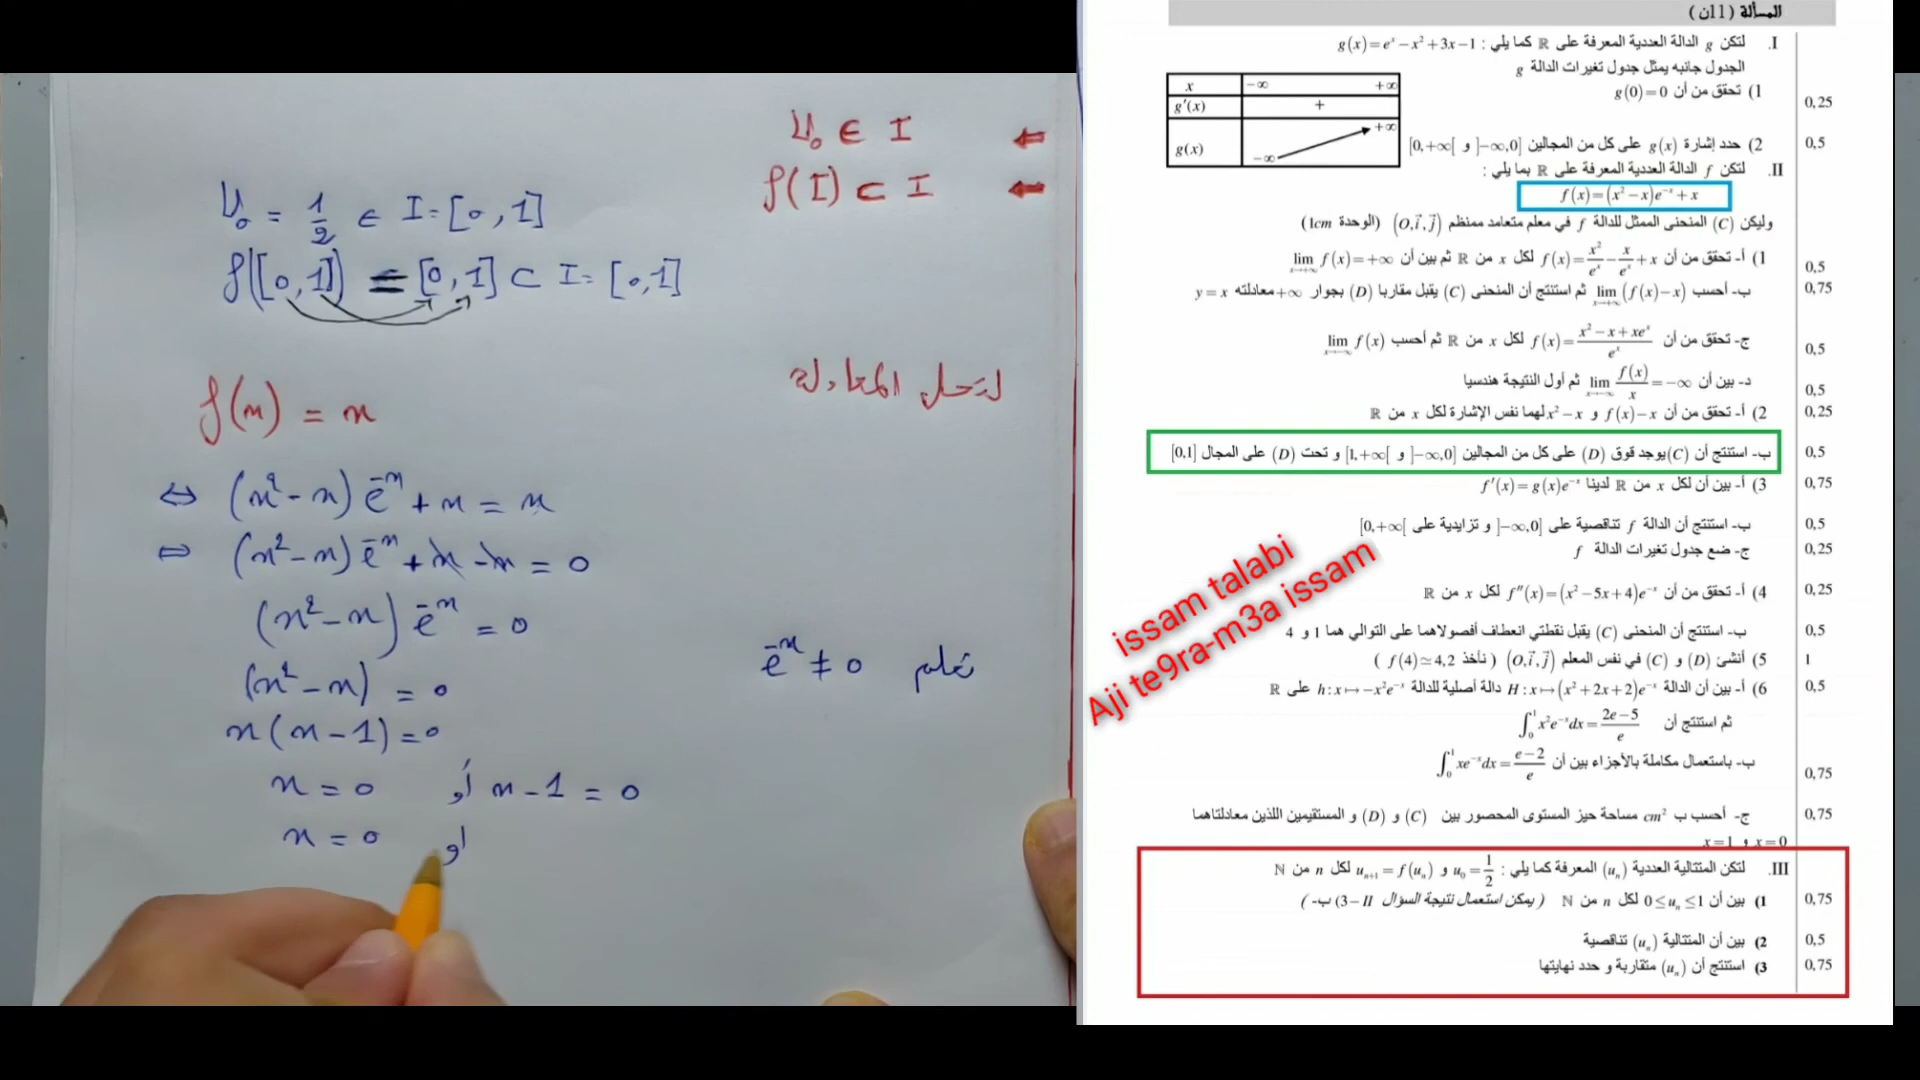 U₀ ∈ I ⇐
f(I) ⊂ I ⇐
U₀ = 1/2 ∈ I = [0, 1]
f([0, 1]) = [0, 1] ⊂ I = [0, 1]
لنحل المعادلة
f(x) = x
⇔ (x² - x) e⁻ˣ + x = x
⇔ (x² - x) e⁻ˣ + x - x = 0
(x² - x) e⁻ˣ = 0
نعلم e⁻ˣ ≠ 0
(x² - x) = 0
x(x - 1) = 0
x = 0 أو x - 1 = 0
x = 0 او
المسألة (11ن)
I. لتكن g الدالة العددية المعرفة على ℝ كما يلي : g(x) = eˣ − x² + 3x − 1
الجدول جانبه يمثل جدول تغيرات الدالة g
x −∞ +∞
g'(x) +
g(x) −∞ +∞
1) تحقق من أن g(0) = 0 0,25
2) حدد إشارة g(x) على كل من المجالين ]−∞,0] و [0,+∞[ 0,5
II. لتكن f الدالة العددية المعرفة على ℝ بما يلي :
f(x) = (x² − x)e⁻ˣ + x
وليكن (C) المنحنى الممثل للدالة f في معلم متعامد ممنظم (O, i⃗, j⃗) (الوحدة 1cm)
1) أ- تحقق من أن f(x) = x²/eˣ − x/eˣ + x لكل x من ℝ ثم بين أن lim x→+∞ f(x) = +∞ 0,5
ب- أحسب lim x→+∞ (f(x) − x) ثم استنتج أن المنحنى (C) يقبل مقاربا (D) بجوار +∞ معادلته y = x 0,75
ج- تحقق من أن f(x) = (x² − x + xeˣ)/eˣ لكل x من ℝ ثم أحسب lim x→−∞ f(x) 0,5
د- بين أن lim x→−∞ f(x)/x = −∞ ثم أول النتيجة هندسيا 0,5
2) أ- تحقق من أن f(x) − x و x² − x لهما نفس الإشارة لكل x من ℝ 0,25
ب- استنتج أن (C) يوجد فوق (D) على كل من المجالين ]−∞,0] و [1,+∞[ و تحت (D) على المجال [0,1] 0,5
3) أ- بين أن لكل x من ℝ لدينا f'(x) = g(x)e⁻ˣ 0,75
ب- استنتج أن الدالة f تناقصية على ]−∞,0] و تزايدية على [0,+∞[ 0,5
ج- ضع جدول تغيرات الدالة f 0,25
4) أ- تحقق من أن f''(x) = (x² − 5x + 4)e⁻ˣ لكل x من ℝ 0,25
ب- استنتج أن المنحنى (C) يقبل نقطتي انعطاف أفصولاهما على التوالي هما 1 و 4 0,5
5) أنشئ (D) و (C) في نفس المعلم (O, i⃗, j⃗) ( نأخذ f(4) ≃ 4,2 ) 1
6) أ- بين أن الدالة H : x ↦ (x² + 2x + 2)e⁻ˣ دالة أصلية للدالة h : x ↦ −x²e⁻ˣ على ℝ 0,5
ثم استنتج أن ∫₀¹ x²e⁻ˣdx = (2e − 5)/e
ب- باستعمال مكاملة بالأجزاء بين أن ∫₀¹ xe⁻ˣdx = (e − 2)/e 0,75
ج- أحسب ب cm² مساحة حيز المستوى المحصور بين (C) و (D) و المستقيمين اللذين معادلتاهما 0,75
x = 0 و x = 1
III. لتكن المتتالية العددية (uₙ) المعرفة كما يلي : u₀ = 1/2 و uₙ₊₁ = f(uₙ) لكل n من ℕ
1) بين أن 0 ≤ uₙ ≤ 1 لكل n من ℕ ( يمكن استعمال نتيجة السؤال II-3) ب- ) 0,75
2) بين أن المتتالية (uₙ) تناقصية 0,5
3) استنتج أن (uₙ) متقاربة و حدد نهايتها 0,75
issam talabi
Aji te9ra-m3a issam